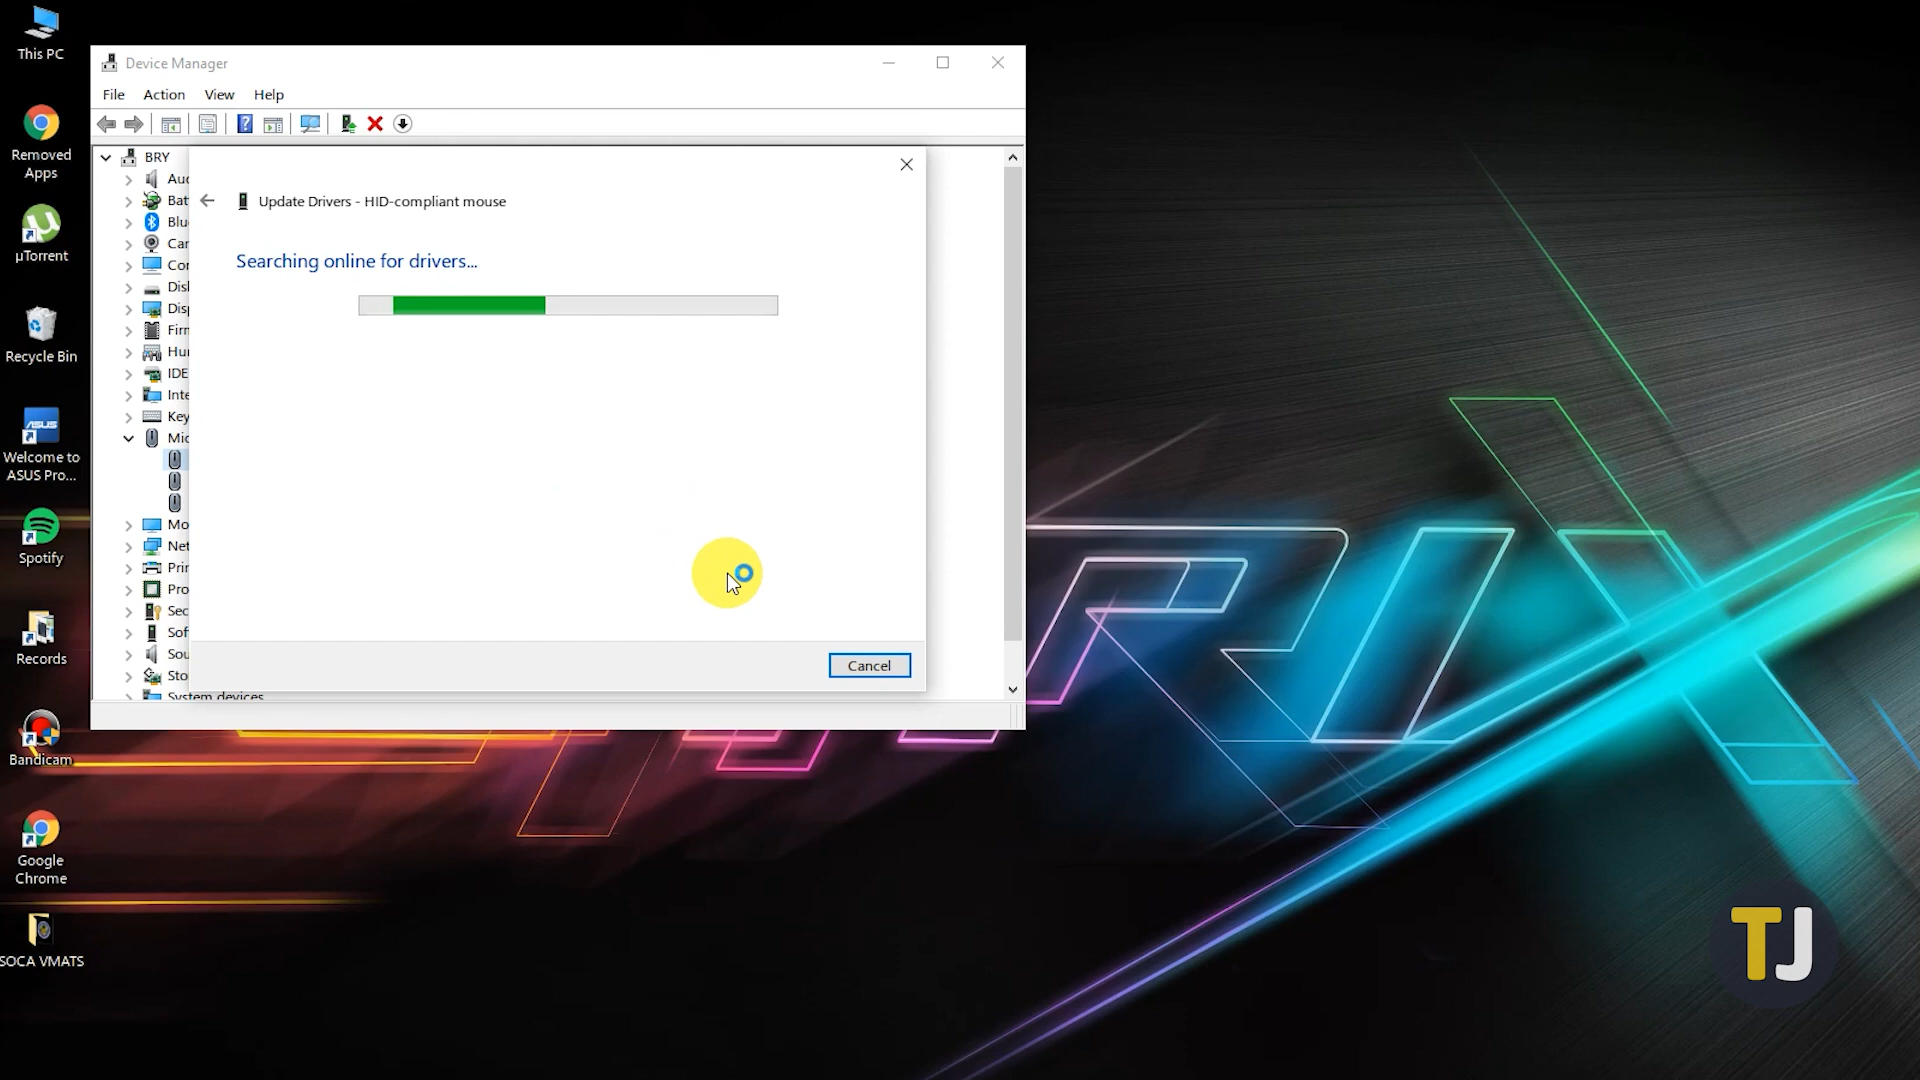 This PC
Removed
Apps
µTorrent
Recycle Bin
ASUS
Welcome to
ASUS Pro...
Spotify
Records
Bandicam
Google
Chrome
SOCA VMATS
Device Manager
File Action View Help
BRY
Auc
Bat
Blu
Car
Cor
Disl
Disp
Firn
Hur
IDE
Inte
Key
Mic
Mo
Net
Prin
Pro
Sec
Sof
Sou
Sto
System devices
Update Drivers - HID-compliant mouse
Searching online for drivers...
Cancel
TJ